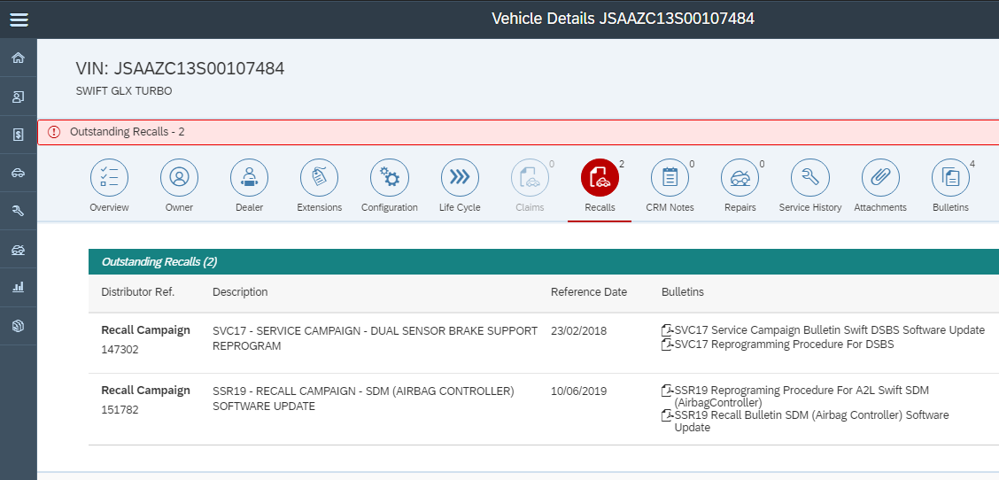 Vehicle Details JSAAZC13S00107484
VIN: JSAAZC13S00107484
SWIFT GLX TURBO
Outstanding Recalls - 2
0 2 0 0 4
Overview Owner Dealer Extensions Configuration Life Cycle Claims Recalls CRM Notes Repairs Service History Attachments Bulletins
Outstanding Recalls (2)
Distributor Ref. Description Reference Date Bulletins
Recall Campaign
147302
SVC17 - SERVICE CAMPAIGN - DUAL SENSOR BRAKE SUPPORT
REPROGRAM
23/02/2018
SVC17 Service Campaign Bulletin Swift DSBS Software Update
SVC17 Reprogramming Procedure For DSBS
Recall Campaign
151782
SSR19 - RECALL CAMPAIGN - SDM (AIRBAG CONTROLLER)
SOFTWARE UPDATE
10/06/2019
SSR19 Reprograming Procedure For A2L Swift SDM
(AirbagController)
SSR19 Recall Bulletin SDM (Airbag Controller) Software
Update